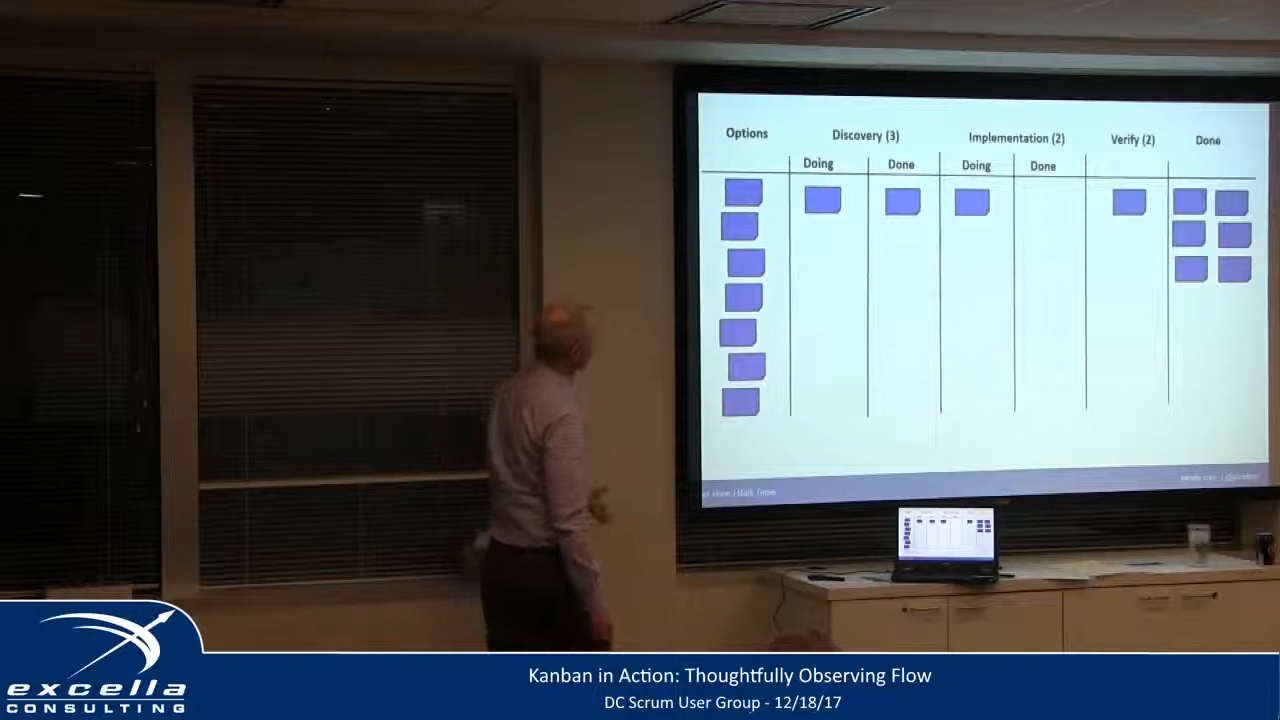 Options Discovery (3) Implementation (2) Verify (2) Done
Doing Done Doing Done
excella
CONSULTING
Kanban in Action: Thoughtfully Observing Flow
DC Scrum User Group - 12/18/17